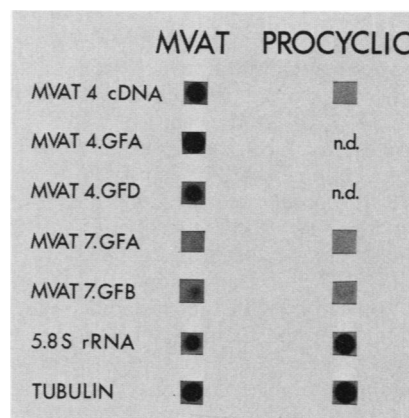 MVAT PROCYCLIC
MVAT 4 cDNA
MVAT 4.GFA n.d.
MVAT 4.GFD n.d.
MVAT 7.GFA
MVAT 7.GFB
5.8S rRNA
TUBULIN